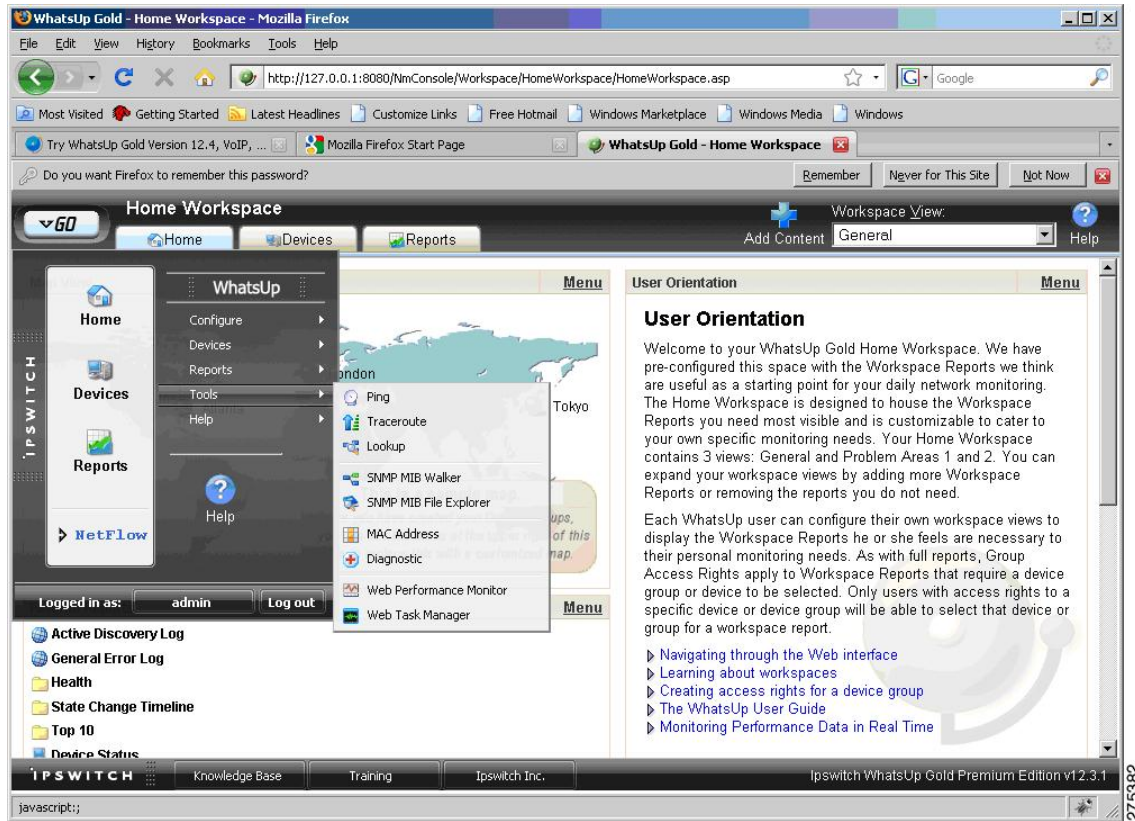 WhatsUp Gold - Home Workspace - Mozilla Firefox
File Edit View History Bookmarks Tools Help
http://127.0.0.1:8080/NmConsole/Workspace/HomeWorkspace/HomeWorkspace.asp
G Google
Most Visited Getting Started Latest Headlines Customize Links Free Hotmail Windows Marketplace Windows Media Windows
Try WhatsUp Gold Version 12.4, VoIP, ... Mozilla Firefox Start Page WhatsUp Gold - Home Workspace
Do you want Firefox to remember this password? Remember Never for This Site Not Now
GO Home Workspace
Home Devices Reports
Add Content
Workspace View:
General
Help
IPSWITCH
Home
Devices
Reports
NetFlow
WhatsUp
Configure
Devices
Reports
Tools
Help
Help
Logged in as: admin Log out
Menu
ondon
Tokyo
ups,
of this
map.
Ping
Traceroute
Lookup
SNMP MIB Walker
SNMP MIB File Explorer
MAC Address
Diagnostic
Web Performance Monitor
Web Task Manager
Menu
Active Discovery Log
General Error Log
Health
State Change Timeline
Top 10
Device Status
User Orientation Menu
User Orientation
Welcome to your WhatsUp Gold Home Workspace. We have
pre-configured this space with the Workspace Reports we think
are useful as a starting point for your daily network monitoring.
The Home Workspace is designed to house the Workspace
Reports you need most visible and is customizable to cater to
your own specific monitoring needs. Your Home Workspace
contains 3 views: General and Problem Areas 1 and 2. You can
expand your workspace views by adding more Workspace
Reports or removing the reports you do not need.
Each WhatsUp user can configure their own workspace views to
display the Workspace Reports he or she feels are necessary to
their personal monitoring needs. As with full reports, Group
Access Rights apply to Workspace Reports that require a device
group or device to be selected. Only users with access rights to a
specific device or device group will be able to select that device or
group for a workspace report.
Navigating through the Web interface
Learning about workspaces
Creating access rights for a device group
The WhatsUp User Guide
Monitoring Performance Data in Real Time
IPSWITCH Knowledge Base Training Ipswitch Inc. Ipswitch WhatsUp Gold Premium Edition v12.3.1
javascript:;
275382